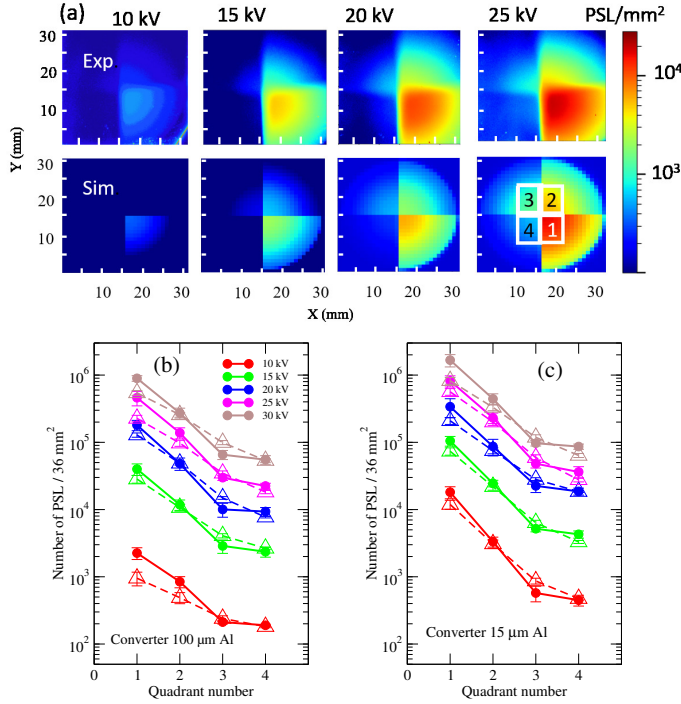 (a)
10 kV 15 kV 20 kV 25 kV PSL/mm²
30
20
10
Exp
10⁴
10³
Y (mm)
30
20
10
Sim
3 2
4 1
10 20 30 10 20 30 10 20 30 10 20 30
X (mm)
(b)
10 kV
15 kV
20 kV
25 kV
30 kV
10⁶
10⁵
10⁴
10³
10²
Number of PSL / 36 mm²
Converter 100 μm Al
0 1 2 3 4
Quadrant number
(c)
10⁶
10⁵
10⁴
10³
10²
Number of PSL / 36 mm²
Converter 15 μm Al
0 1 2 3 4
Quadrant number